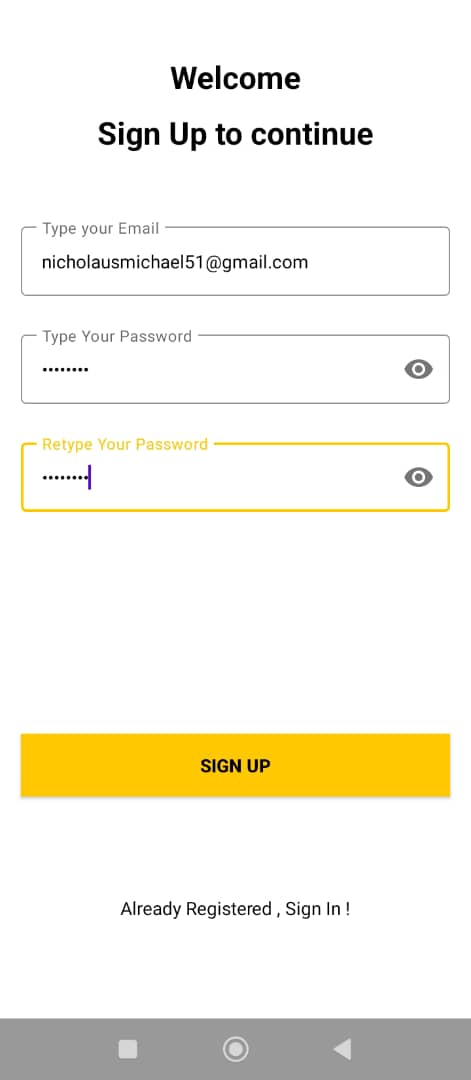 Welcome
Sign Up to continue
Type your Email
nicholausmichael51@gmail.com
Type Your Password
••••••••
Retype Your Password
••••••••
SIGN UP
Already Registered , Sign In !